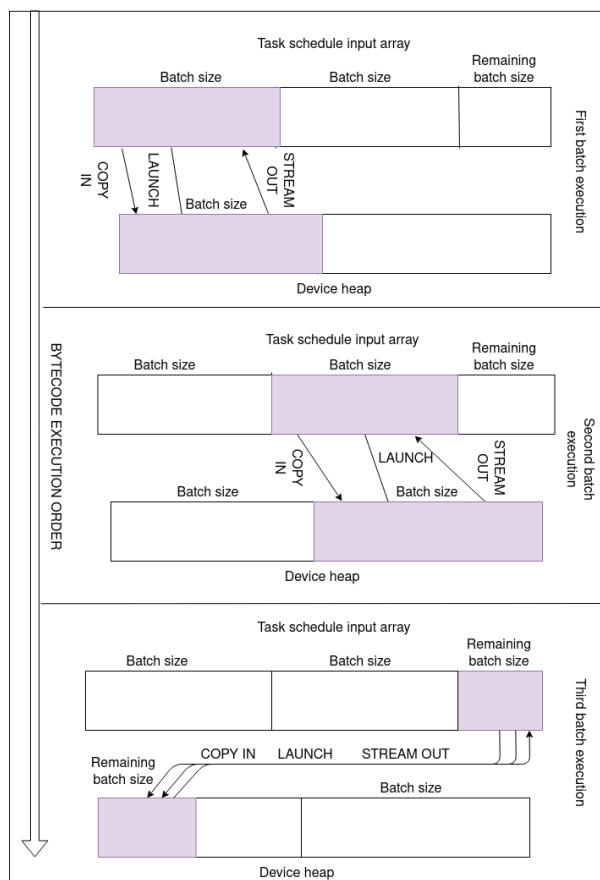 Task schedule input array
Remaining
batch size
Batch size
Batch size
COPY
IN
LAUNCH
STREAM
OUT
Batch size
Device heap
First batch execution
BYTECODE EXECUTION ORDER
Task schedule input array
Remaining
batch size
Batch size
Batch size
COPY
IN
LAUNCH
STREAM
OUT
Batch size
Batch size
Device heap
Second batch
execution
Task schedule input array
Remaining
batch size
Batch size
Batch size
COPY IN LAUNCH STREAM OUT
Remaining
batch size
Batch size
Device heap
Third batch execution